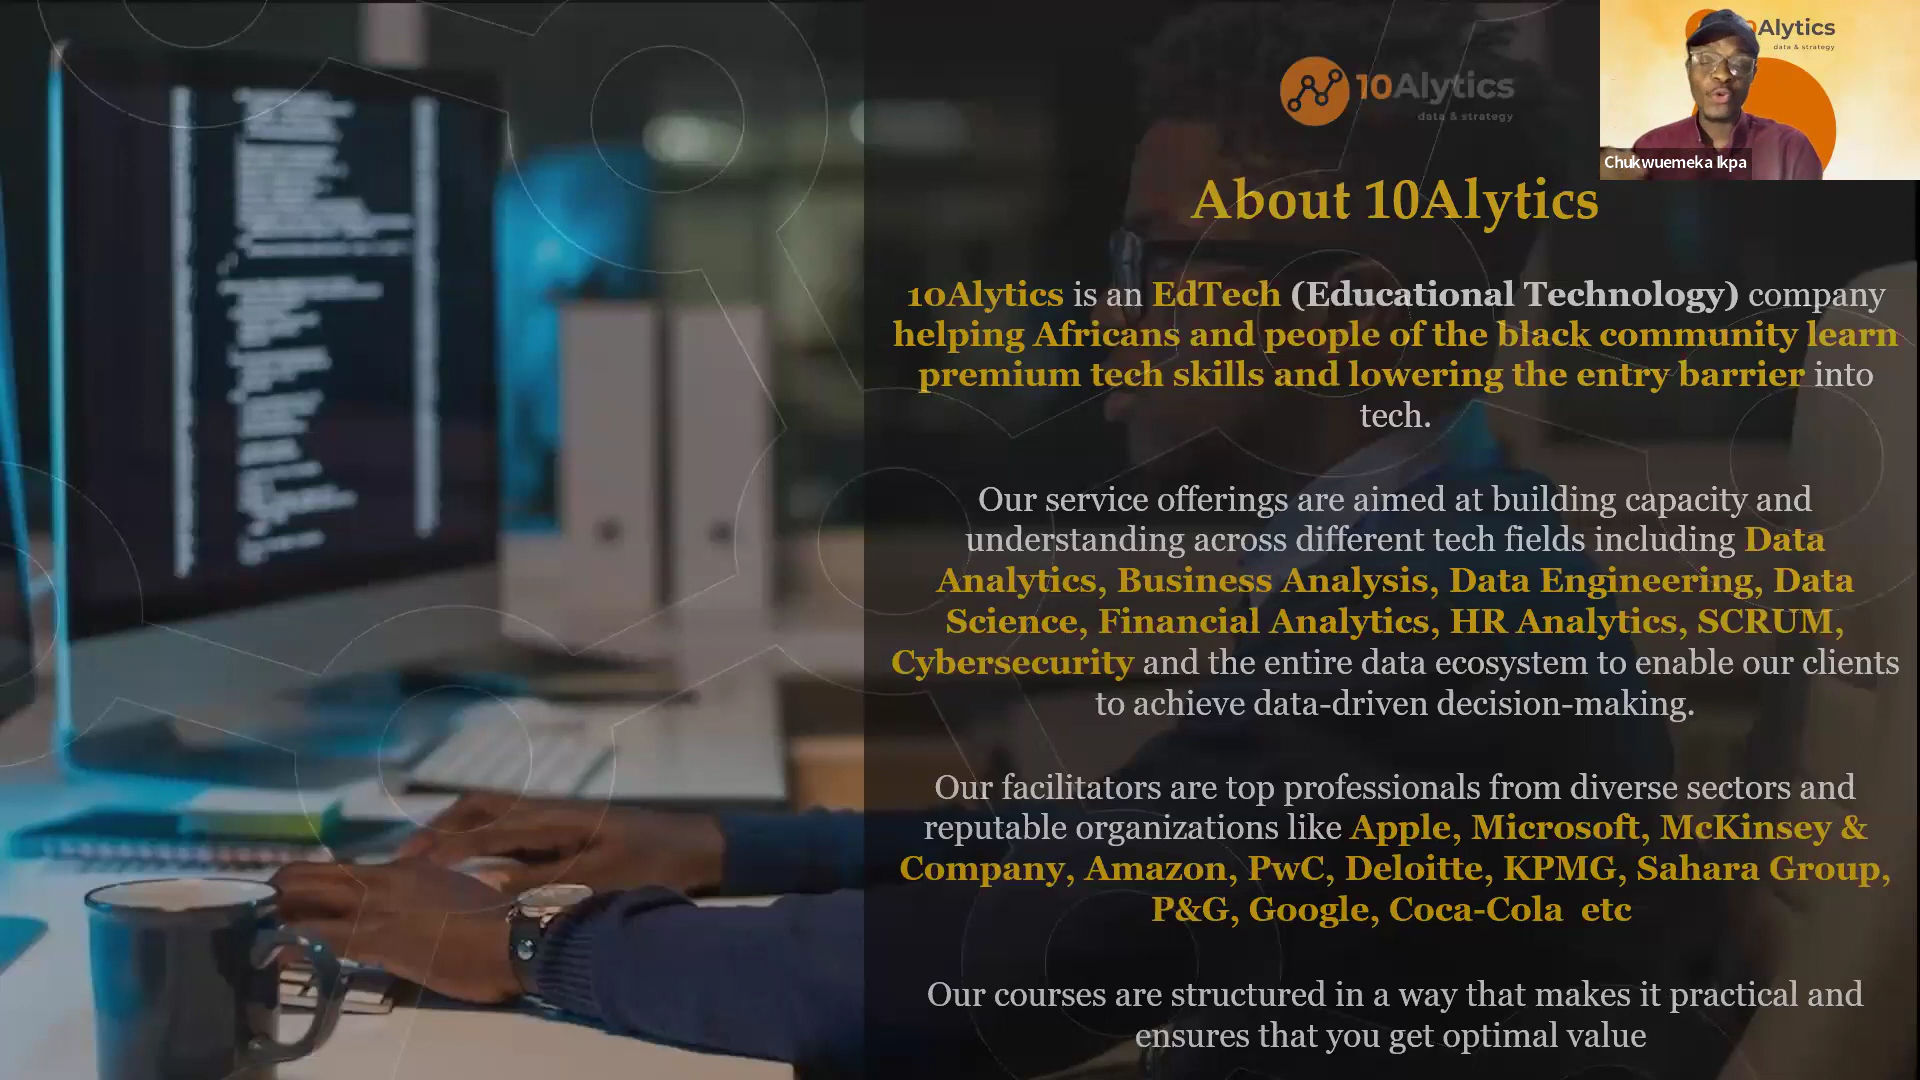 10Alytics
data & strategy
Alytics
data & strategy
Chukwuemeka Ikpa
About 10Alytics
10Alytics is an EdTech (Educational Technology) company
helping Africans and people of the black community learn
premium tech skills and lowering the entry barrier into
tech.
Our service offerings are aimed at building capacity and
understanding across different tech fields including Data
Analytics, Business Analysis, Data Engineering, Data
Science, Financial Analytics, HR Analytics, SCRUM,
Cybersecurity and the entire data ecosystem to enable our clients
to achieve data-driven decision-making.
Our facilitators are top professionals from diverse sectors and
reputable organizations like Apple, Microsoft, McKinsey &
Company, Amazon, PwC, Deloitte, KPMG, Sahara Group,
P&G, Google, Coca-Cola etc
Our courses are structured in a way that makes it practical and
ensures that you get optimal value